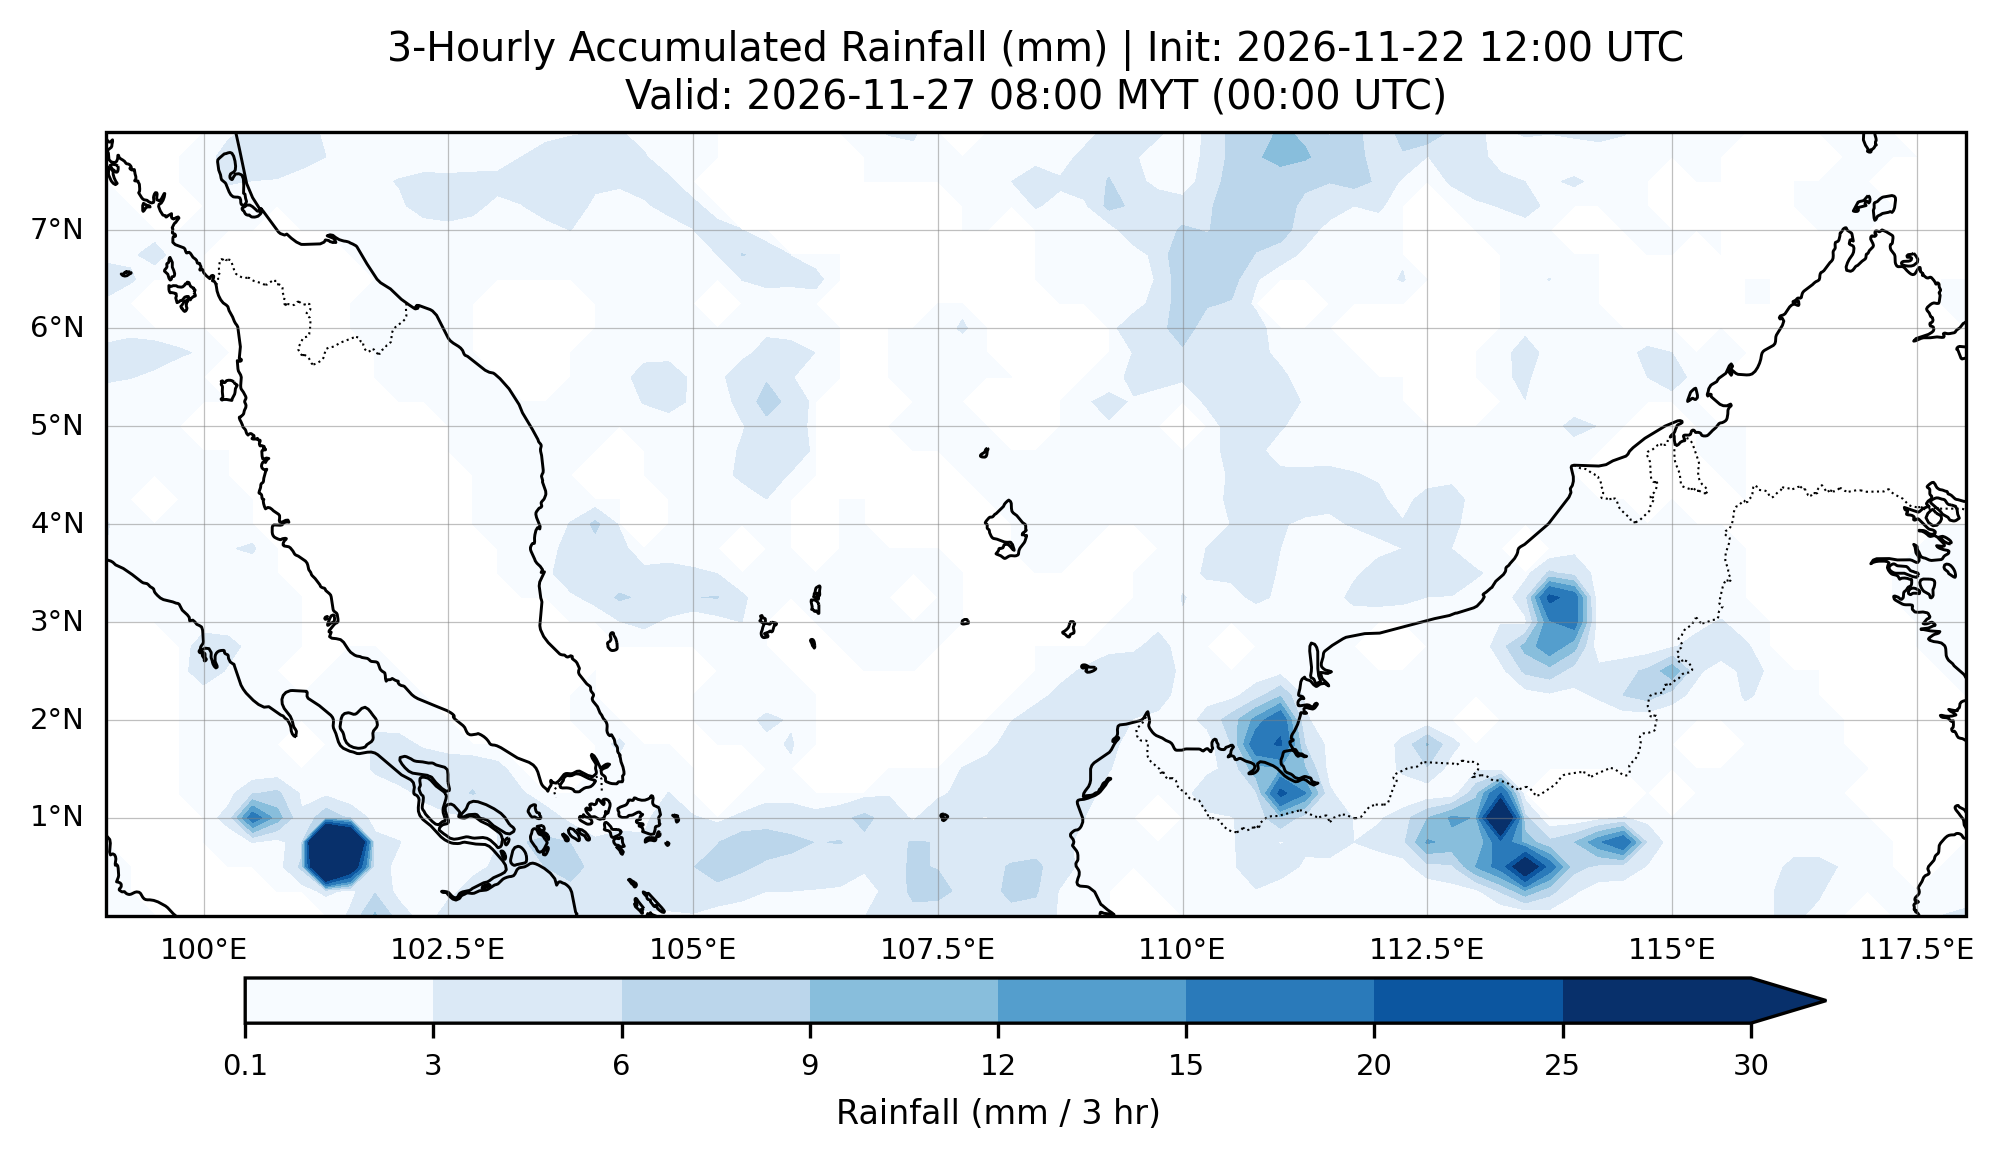 3-Hourly Accumulated Rainfall (mm) | Init: 2026-11-22 12:00 UTC
Valid: 2026-11-27 08:00 MYT (00:00 UTC)
7°N
6°N
5°N
4°N
3°N
2°N
1°N
100°E 102.5°E 105°E 107.5°E 110°E 112.5°E 115°E 117.5°E
0.1 3 6 9 12 15 20 25 30
Rainfall (mm / 3 hr)